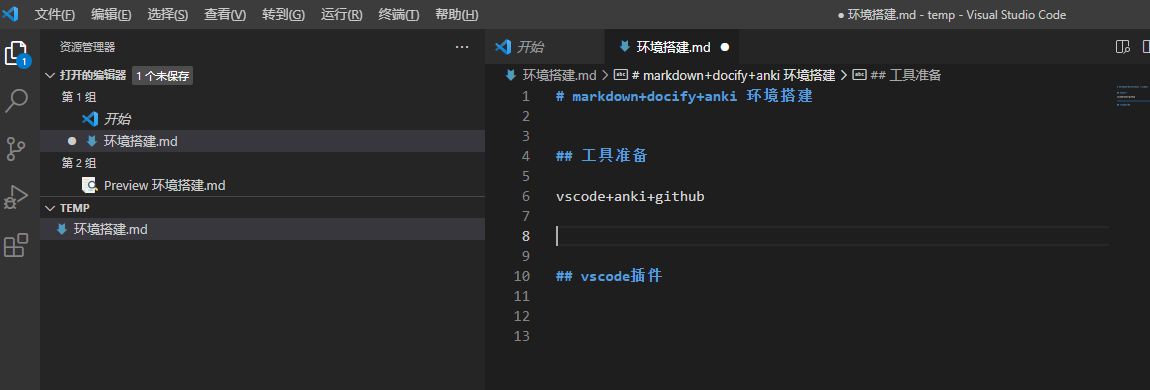 文件(F) 编辑(E) 选择(S) 查看(V) 转到(G) 运行(R) 终端(T) 帮助(H) ● 环境搭建.md - temp - Visual Studio Code
资源管理器 ···
开始 环境搭建.md ●
1
打开的编辑器 1 个未保存
第 1 组
开始
● 环境搭建.md
第 2 组
Preview 环境搭建.md
TEMP
环境搭建.md
环境搭建.md > abc # markdown+docify+anki 环境搭建 > abc ## 工具准备
1 # markdown+docify+anki 环境搭建
2
3
4 ## 工具准备
5
6 vscode+anki+github
7
8
9
10 ## vscode插件
11
12
13